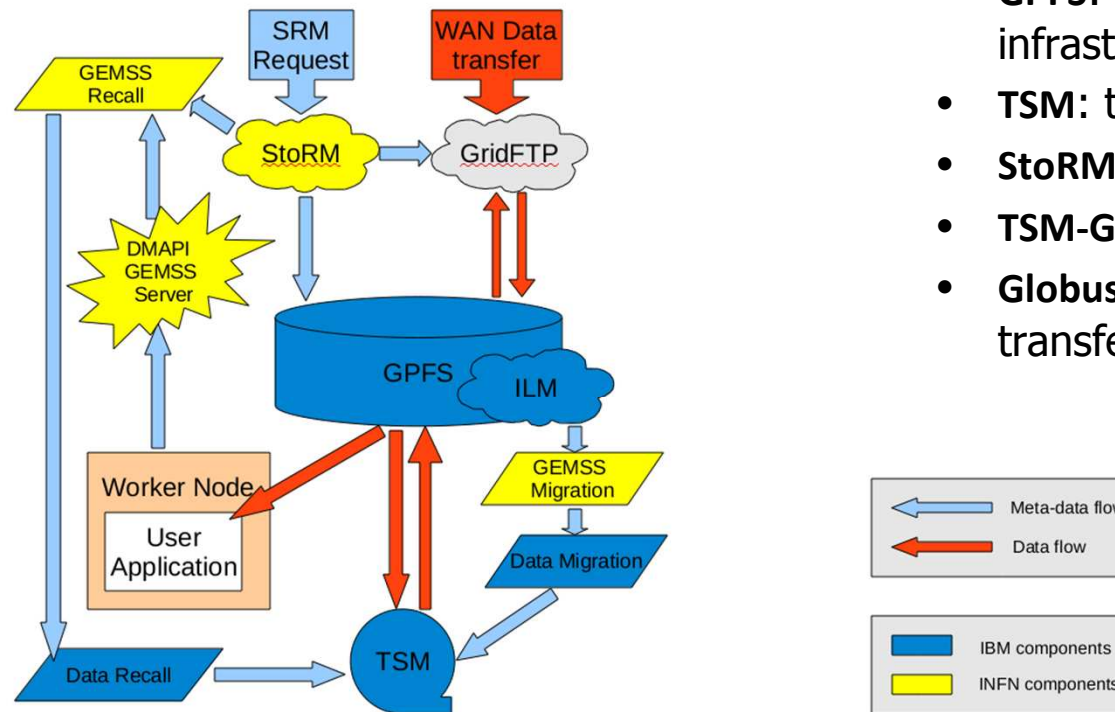 SRM
Request
WAN Data
transfer
GEMSS
Recall
StoRM
GridFTP
DMAPI
GEMSS
Server
GPFS
ILM
Worker Node
User
Application
GEMSS
Migration
Data Migration
Data Recall
TSM
infrast
• TSM: t
• StoRM
• TSM-G
• Globus
transfe
Meta-data flow
Data flow
IBM components
INFN components